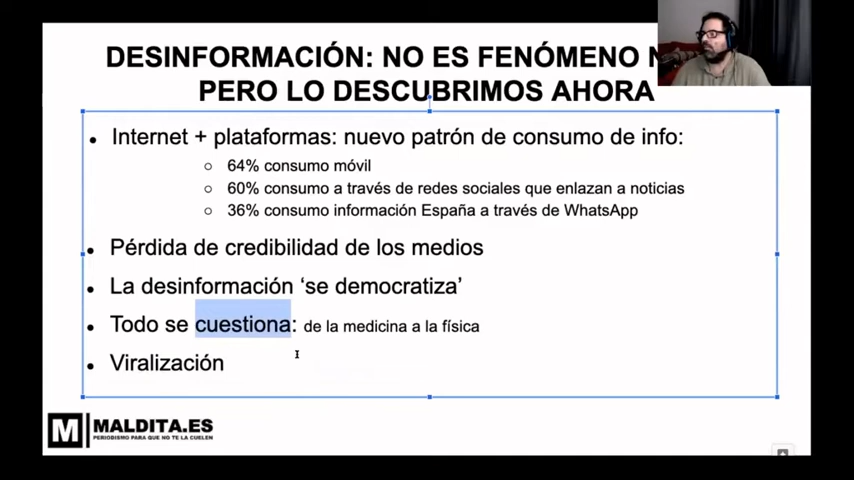 DESINFORMACIÓN: NO ES FENÓMENO
PERO LO DESCUBRIMOS AHORA
Internet + plataformas: nuevo patrón de consumo de info:
64% consumo móvil
60% consumo a través de redes sociales que enlazan a noticias
36% consumo información España a través de WhatsApp
Pérdida de credibilidad de los medios
La desinformación ‘se democratiza’
Todo se cuestiona: de la medicina a la física
Viralización
M MALDITA.ES
PERIODISMO PARA QUE NO TE LA CUELEN